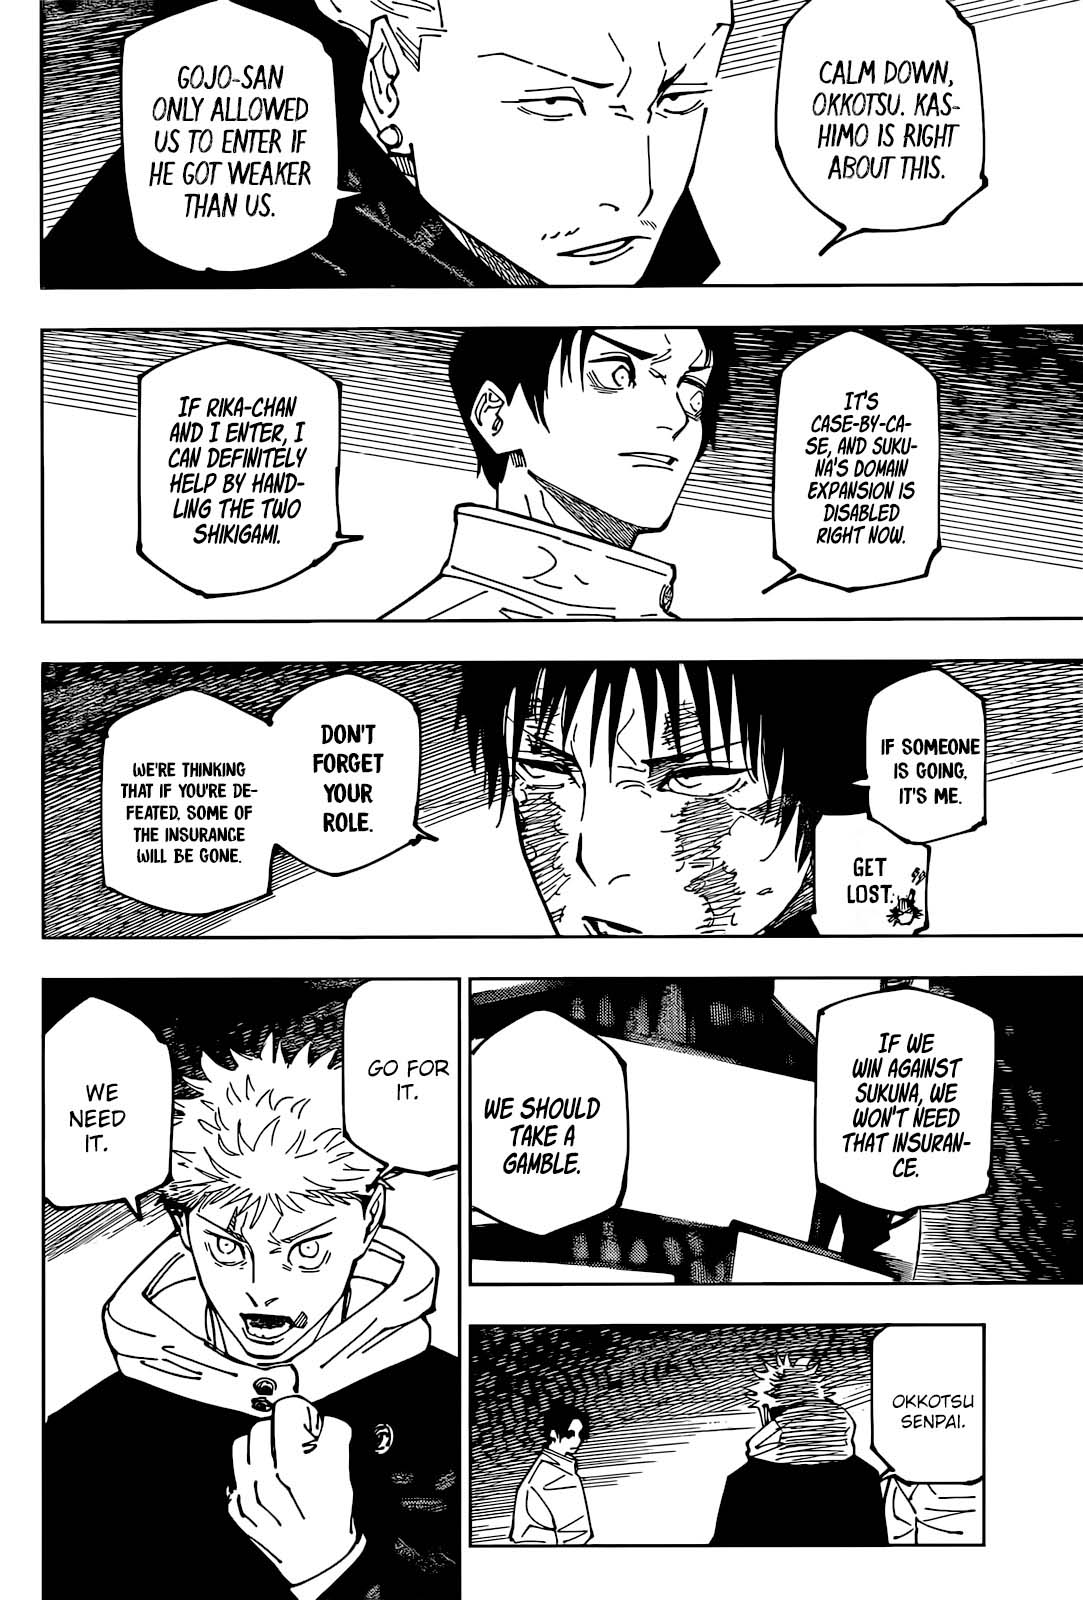 CALM DOWN,
OKKOTSU. KAS-
HIMO IS RIGHT
ABOUT THIS.
GOJO-SAN
ONLY ALLOWED
US TO ENTER IF
HE GOT WEAKER
THAN US.
IT'S
CASE-BY-CA-
SE, AND SUKU-
NA'S DOMAIN
EXPANSION IS
DISABLED
RIGHT NOW.
IF RIKA-CHAN
AND I ENTER, I
CAN DEFINITELY
HELP BY HAND-
LING THE TWO
SHIKIGAMI.
IF SOMEONE
IS GOING,
IT'S ME.
GET
LOST.
DON'T
FORGET
YOUR
ROLE.
WE'RE THINKING
THAT IF YOU'RE DE-
FEATED, SOME OF
THE INSURANCE
WILL BE GONE.
IF WE
WIN AGAINST
SUKUNA, WE
WON'T NEED
THAT INSURAN-
CE.
WE SHOULD
TAKE A
GAMBLE.
OKKOTSU
SENPAI.
GO FOR
IT.
WE
NEED
IT.